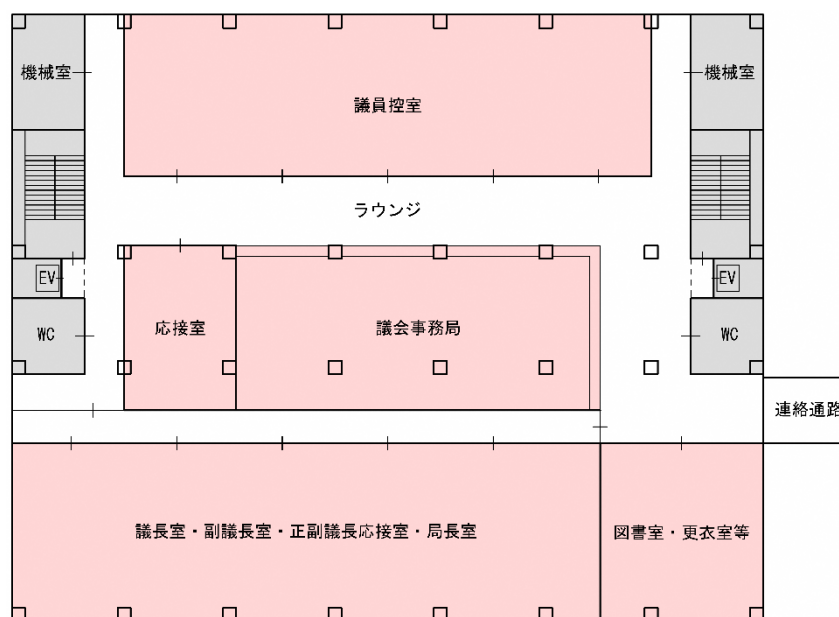 機械室
機械室
議員控室
ラウンジ
EV
EV
WC
応接室
議会事務局
WC
連絡通路
議長室・副議長室・正副議長応接室・局長室
図書室・更衣室等